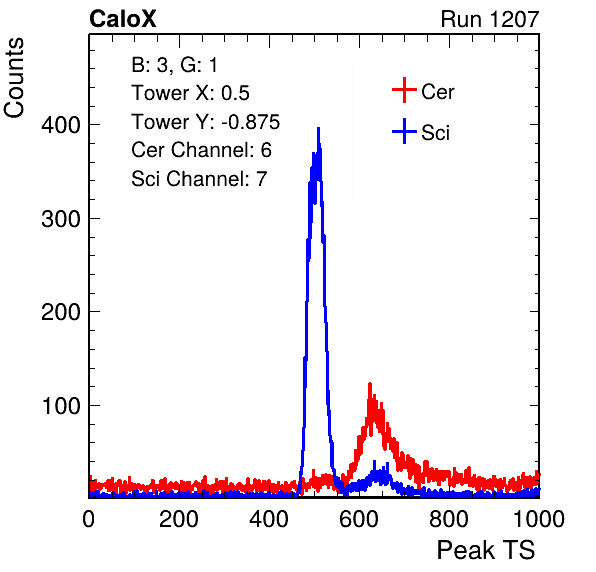 CaloX Run 1207
Counts
B: 3, G: 1
Tower X: 0.5
Tower Y: -0.875
Cer Channel: 6
Sci Channel: 7
Cer
Sci
400
300
200
100
0 200 400 600 800 1000
Peak TS